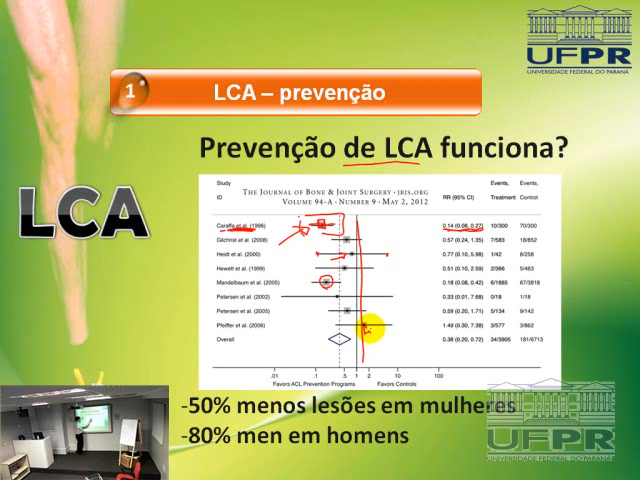 UFPR
UNIVERSIDADE FEDERAL DO PARANÁ
1 LCA – prevenção
Prevenção de LCA funciona?
LCA
Study Events, Events,
THE JOURNAL OF BONE & JOINT SURGERY · JBJS.ORG
ID RR (95% CI) Treatment Control
VOLUME 94-A · NUMBER 9 · MAY 2, 2012
Caraffa et al. (1996) 0.14 (0.08, 0.27) 10/300 70/300
Gilchrist et al. (2008) 0.57 (0.24, 1.35) 7/583 18/852
Heidt et al. (2000) 0.77 (0.10, 5.98) 1/42 8/258
Hewett et al. (1999) 0.51 (0.10, 2.59) 2/366 5/463
Mandelbaum et al. (2005) 0.18 (0.08, 0.42) 6/1885 67/3818
Petersen et al. (2002) 0.33 (0.01, 7.68) 0/18 1/18
Petersen et al. (2005) 0.59 (0.20, 1.71) 5/134 9/142
Pfeiffer et al. (2006) 1.49 (0.30, 7.38) 3/577 3/862
Overall 0.38 (0.20, 0.72) 34/3905 181/6713
.01 .1 .5 1 2 10 100
Favors ACL Prevention Programs Favors Controls
-50% menos lesões em mulheres
-80% men em homens
UFPR
UNIVERSIDADE FEDERAL DO PARANÁ